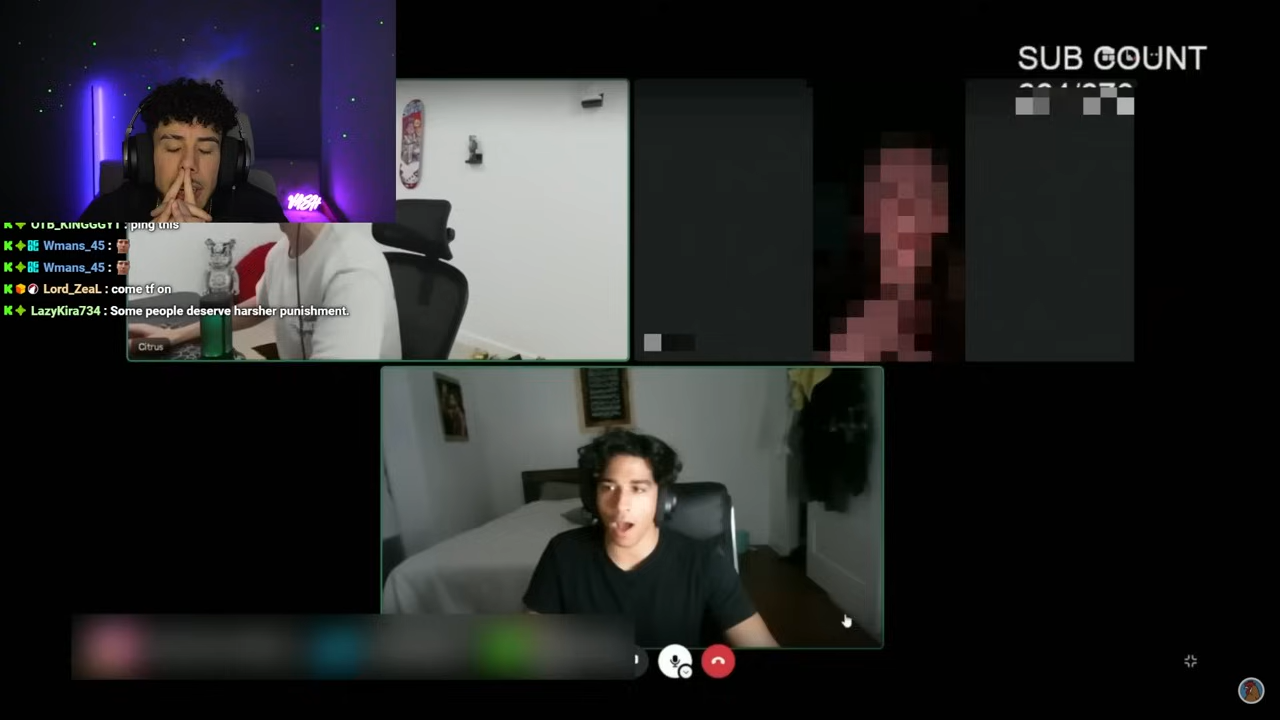 SUB COUNT
UTB_KINGGGYT : ping this
Wmans_45 :
Wmans_45 :
Lord_ZeaL : come tf on
LazyKira734 : Some people deserve harsher punishment.
Citrus